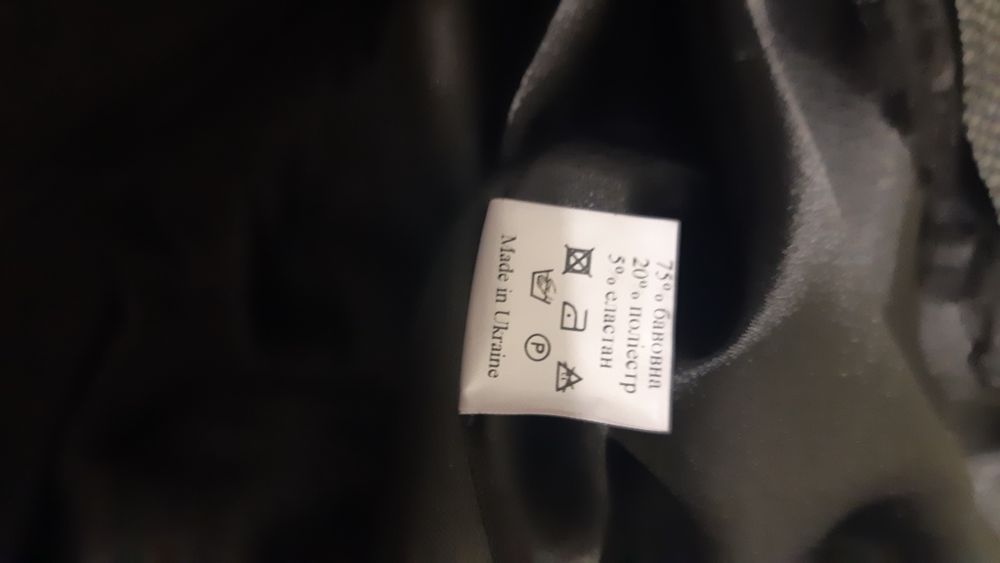 75% бавовна
20% поліестр
5% еластан
P
Made in Ukraine